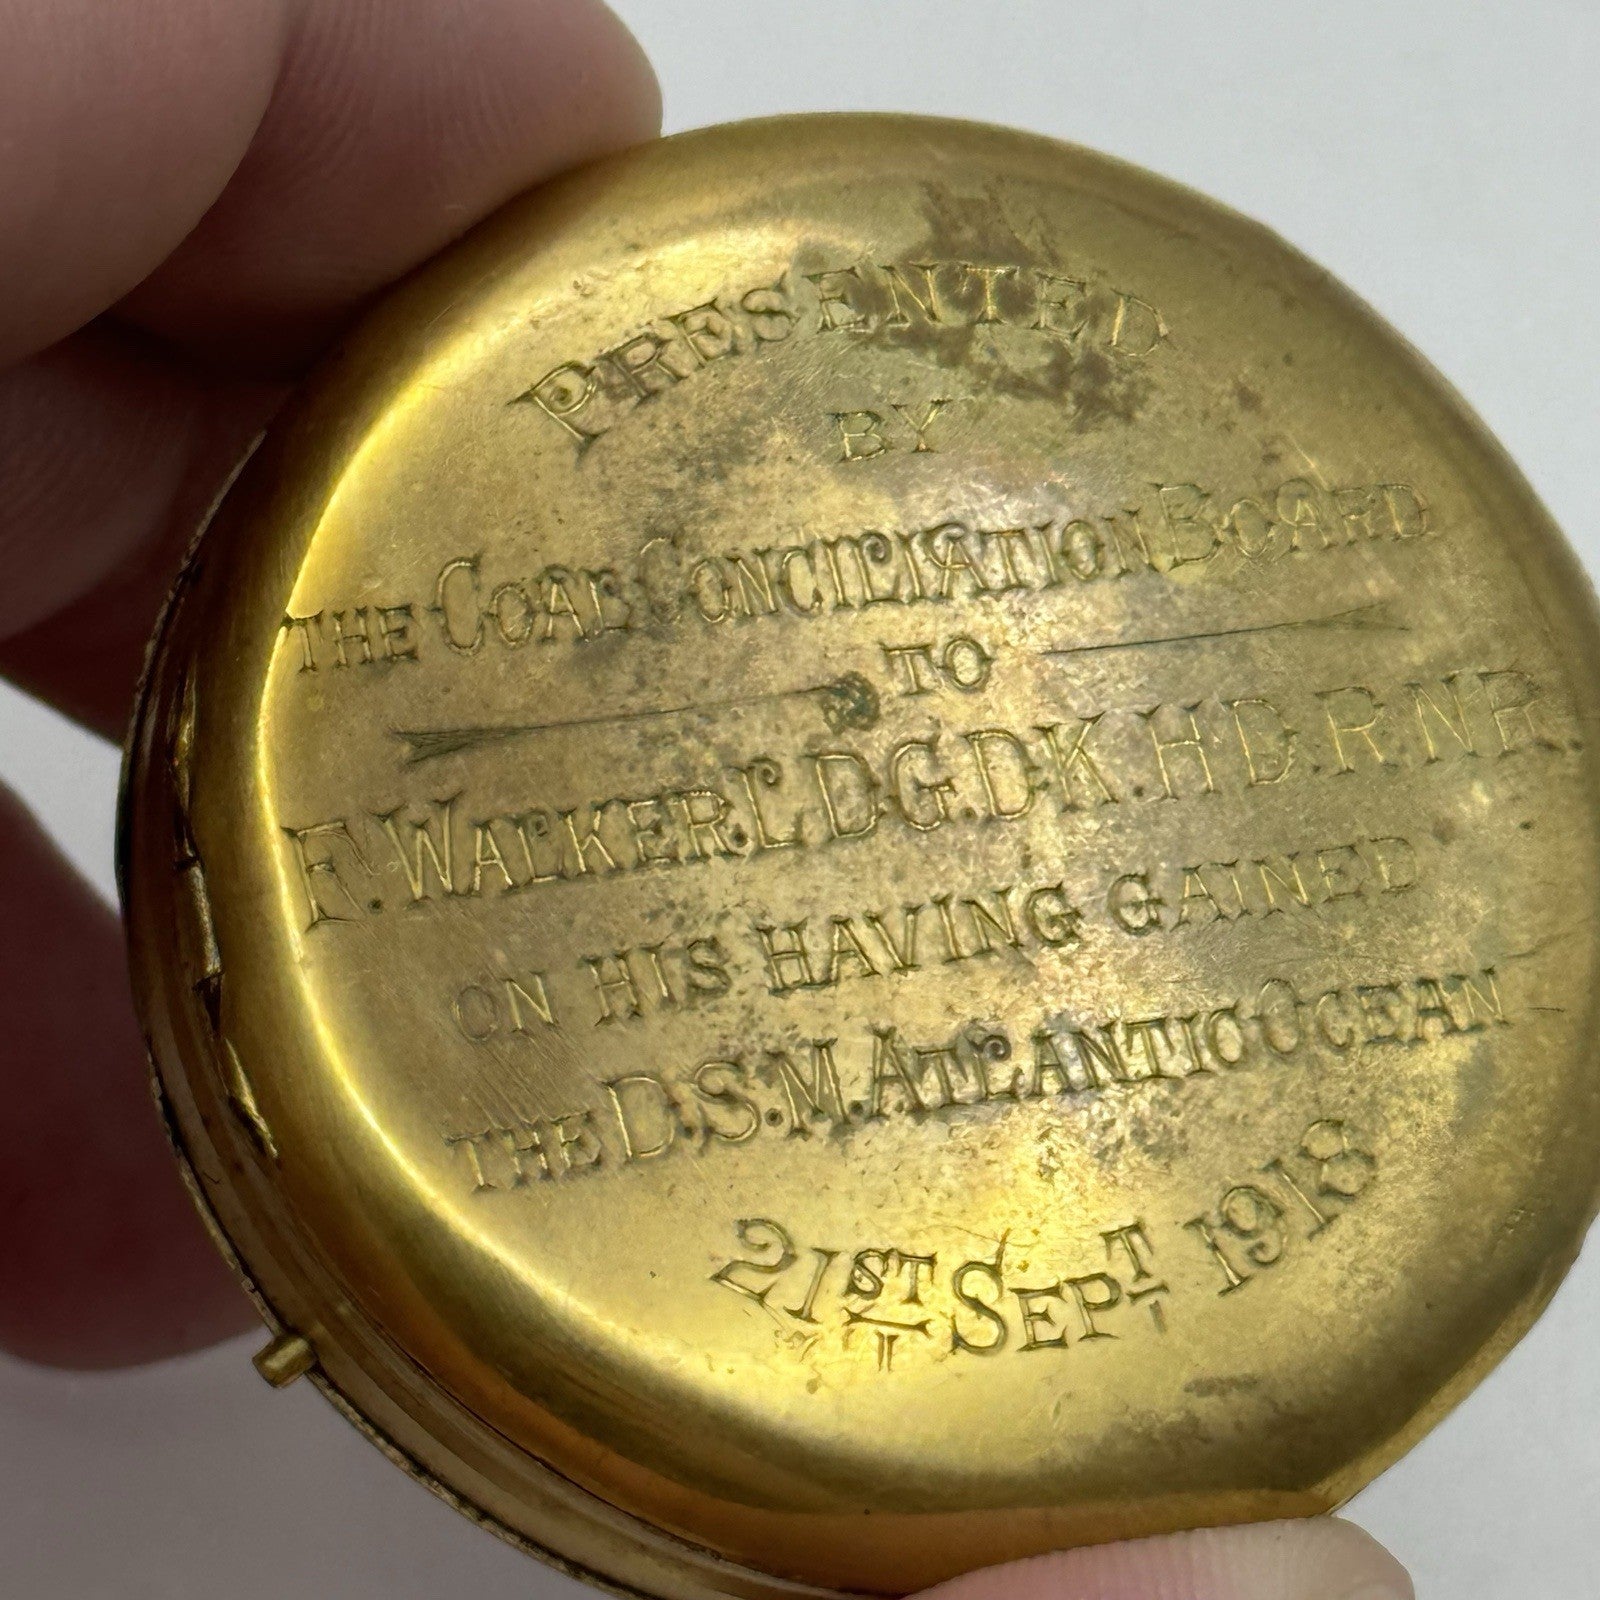 PRESENTED
BY
THE COAL CONCILIATION BOARD
TO
F. WALKER. L.D.G. DK. H.D. R.N.R.
ON HIS HAVING GAINED
THE D.S.M. ATLANTIC OCEAN
21ST SEPT 1918